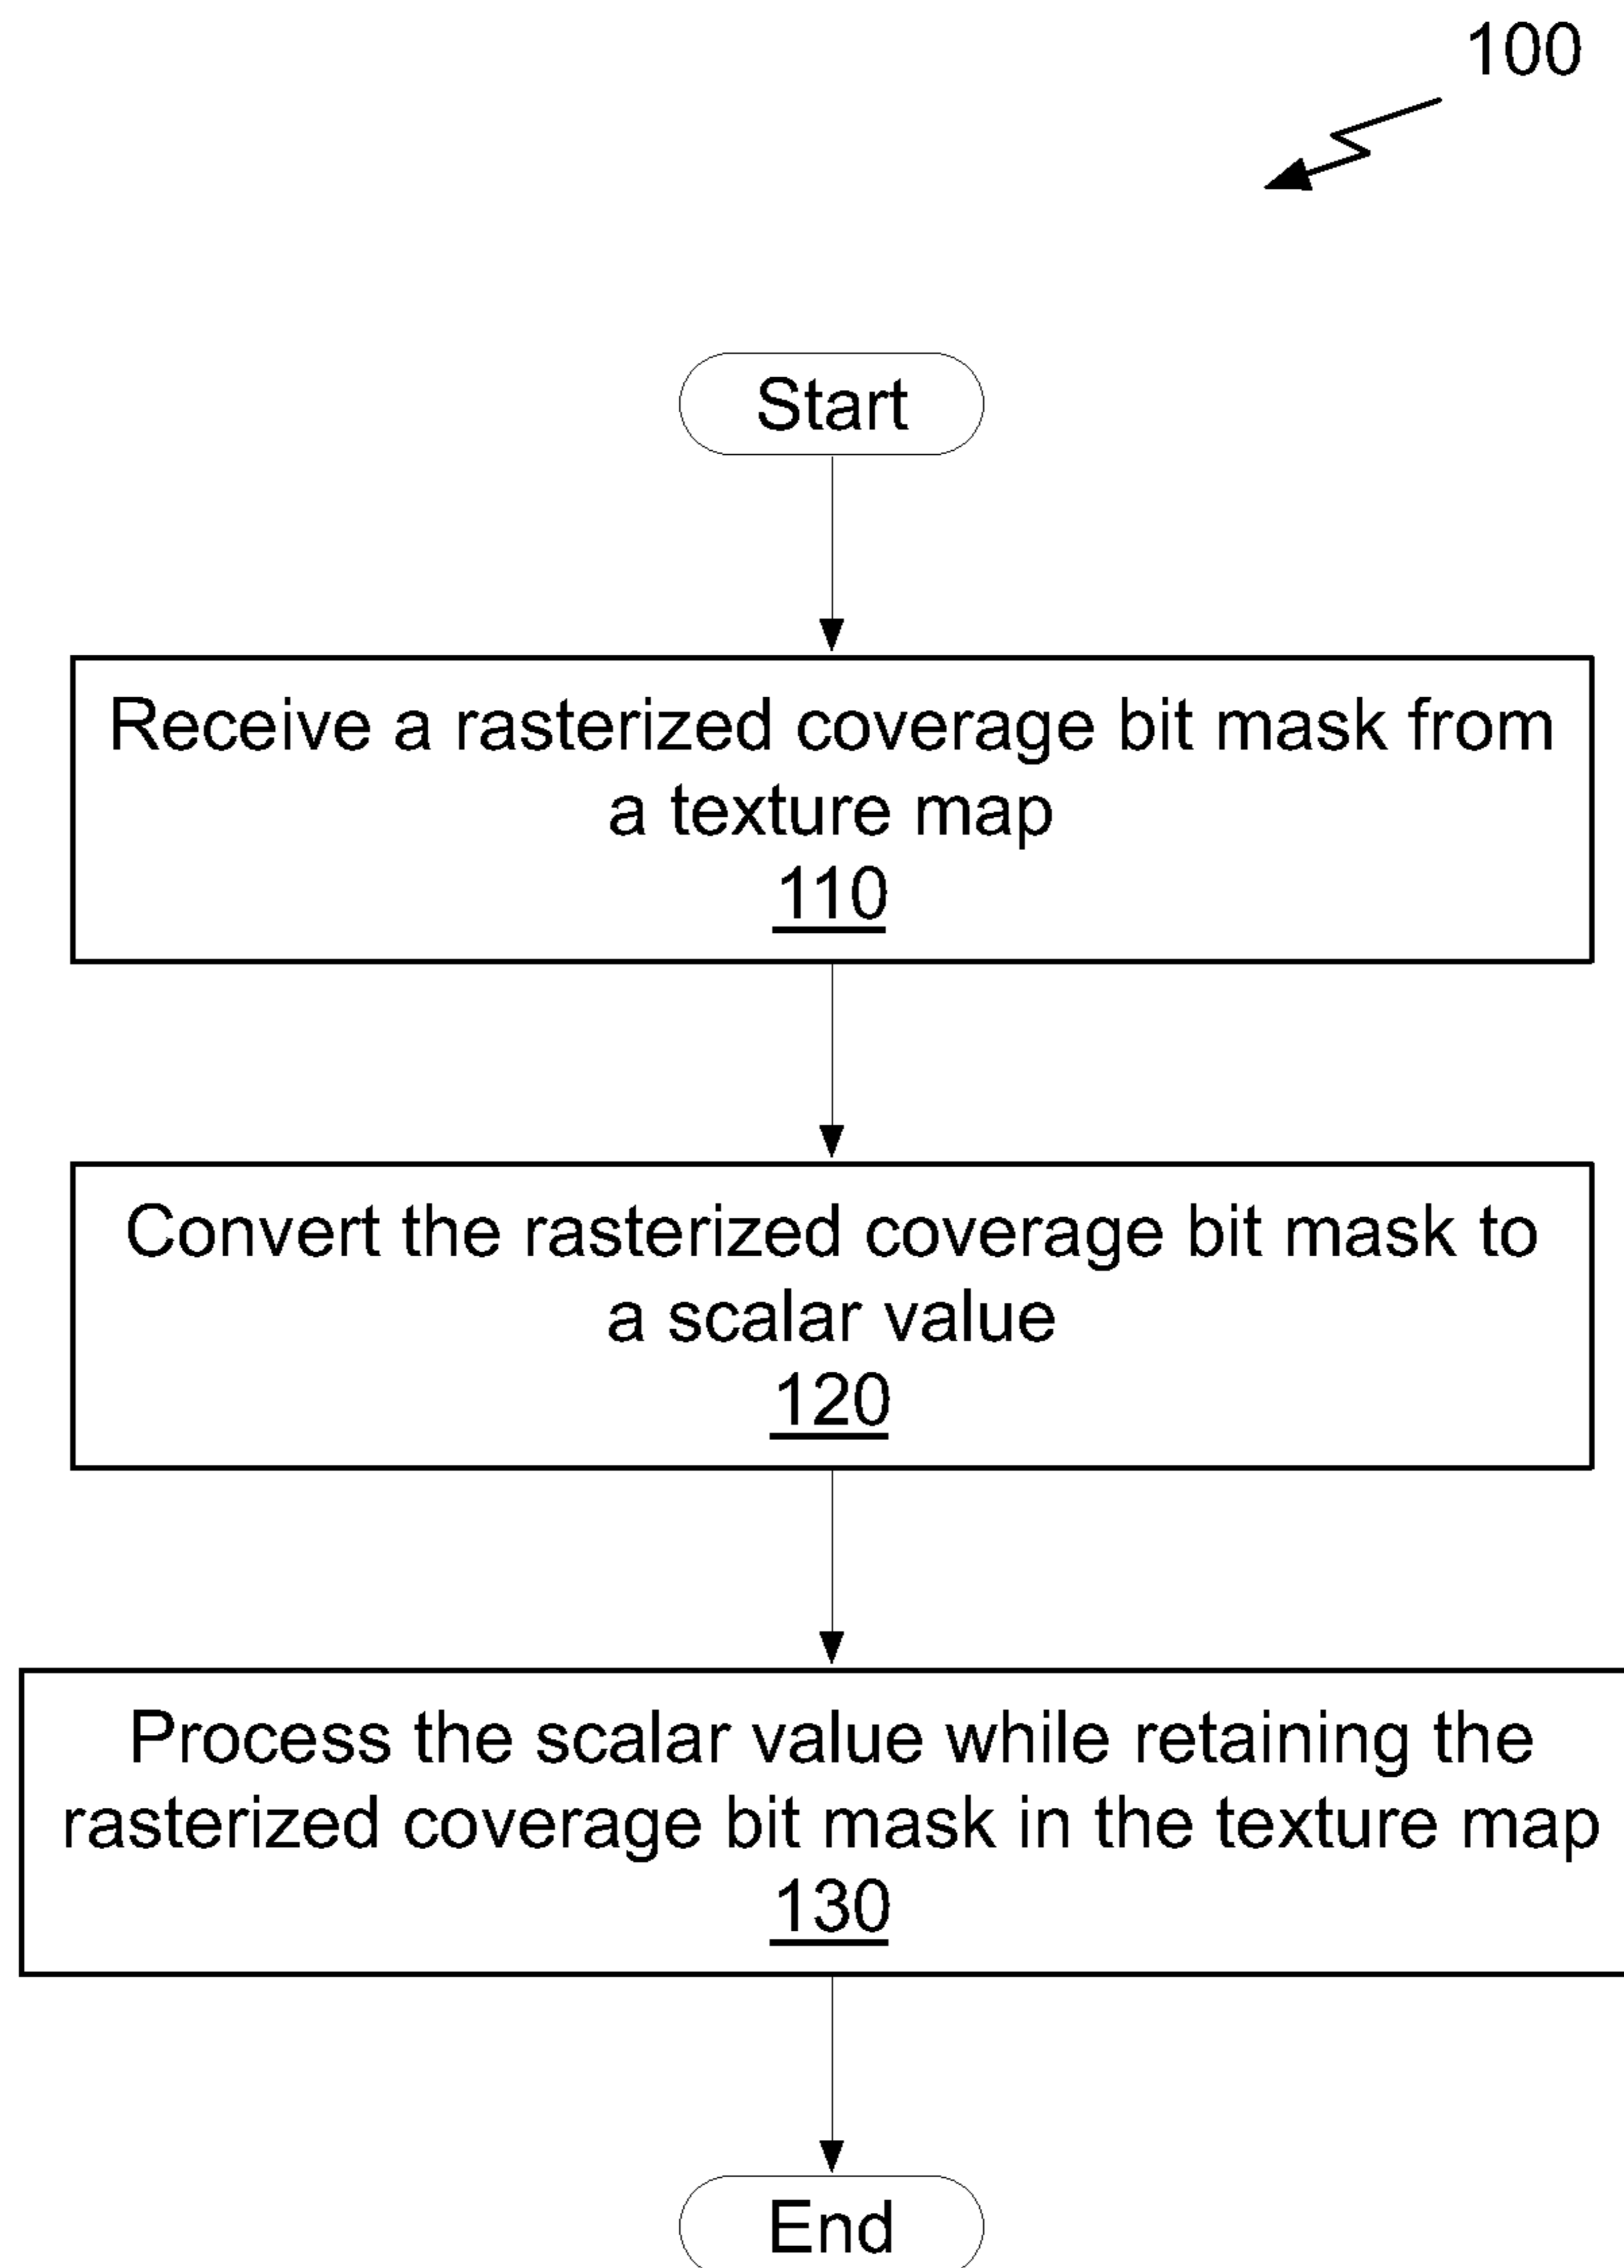 100
Start
Receive a rasterized coverage bit mask from
a texture map
110
Convert the rasterized coverage bit mask to
a scalar value
120
Process the scalar value while retaining the
rasterized coverage bit mask in the texture map
130
End